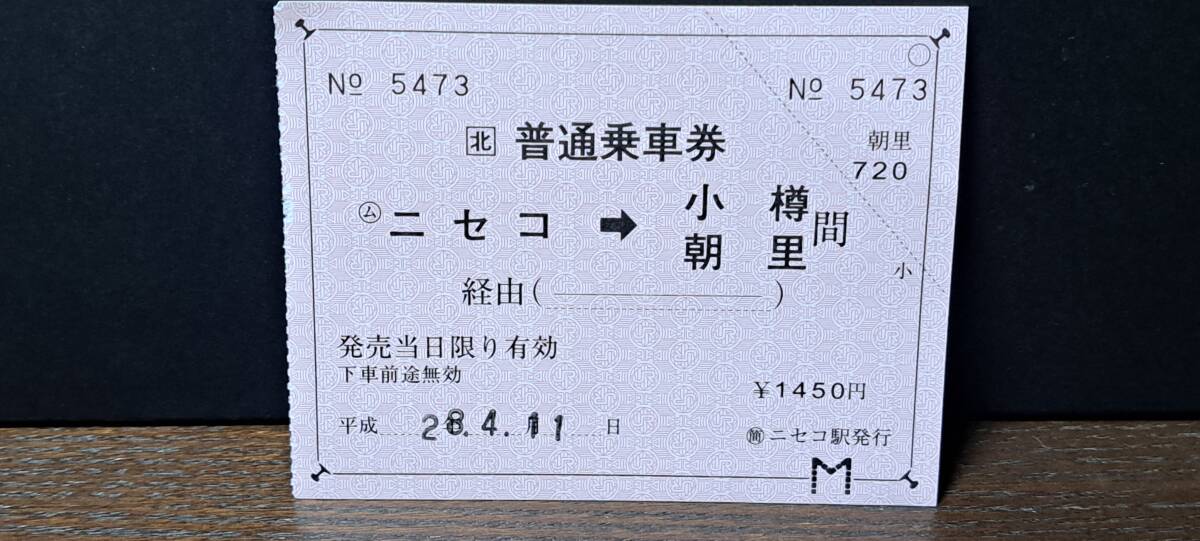 № 5473 № 5473
北 普通乗車券 朝里
720
ム ニセコ ➡ 小樽
朝里 間
小
経由( )
発売当日限り有効
下車前途無効
¥1450円
平成 28.4.11 日
簡 ニセコ駅発行